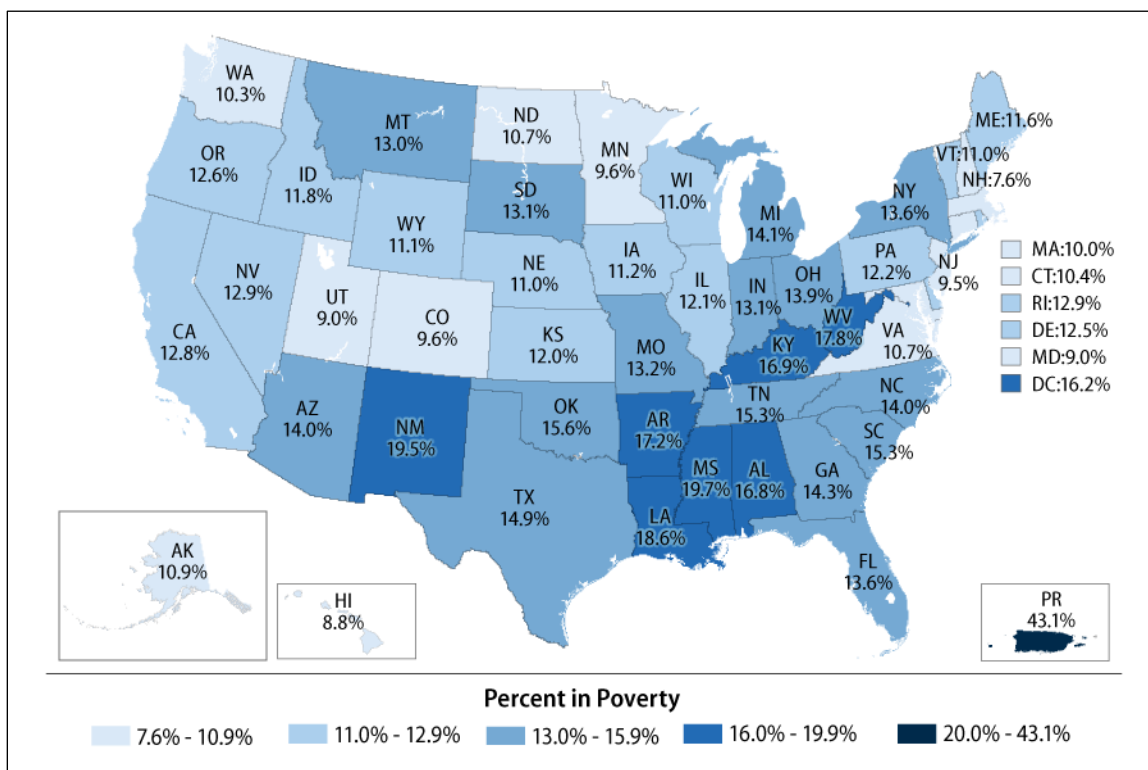 WA
10.3%
MT
13.0%
ND
10.7%
MN
9.6%
ME:11.6%
VT:11.0%
NH:7.6%
OR
12.6%
ID
11.8%
SD
13.1%
WI
11.0%
NY
13.6%
MI
14.1%
WY
11.1%
IA
11.2%
NE
11.0%
PA
12.2%
NJ
9.5%
MA:10.0%
CT:10.4%
RI:12.9%
DE:12.5%
MD:9.0%
DC:16.2%
NV
12.9%
UT
9.0%
CO
9.6%
IL
12.1%
IN
13.1%
OH
13.9%
WV
17.8%
VA
10.7%
CA
12.8%
KS
12.0%
MO
13.2%
KY
16.9%
TN
15.3%
NC
14.0%
AZ
14.0%
NM
19.5%
OK
15.6%
AR
17.2%
SC
15.3%
MS
19.7%
AL
16.8%
GA
14.3%
TX
14.9%
LA
18.6%
FL
13.6%
AK
10.9%
HI
8.8%
PR
43.1%
Percent in Poverty
7.6% - 10.9%
11.0% - 12.9%
13.0% - 15.9%
16.0% - 19.9%
20.0% - 43.1%